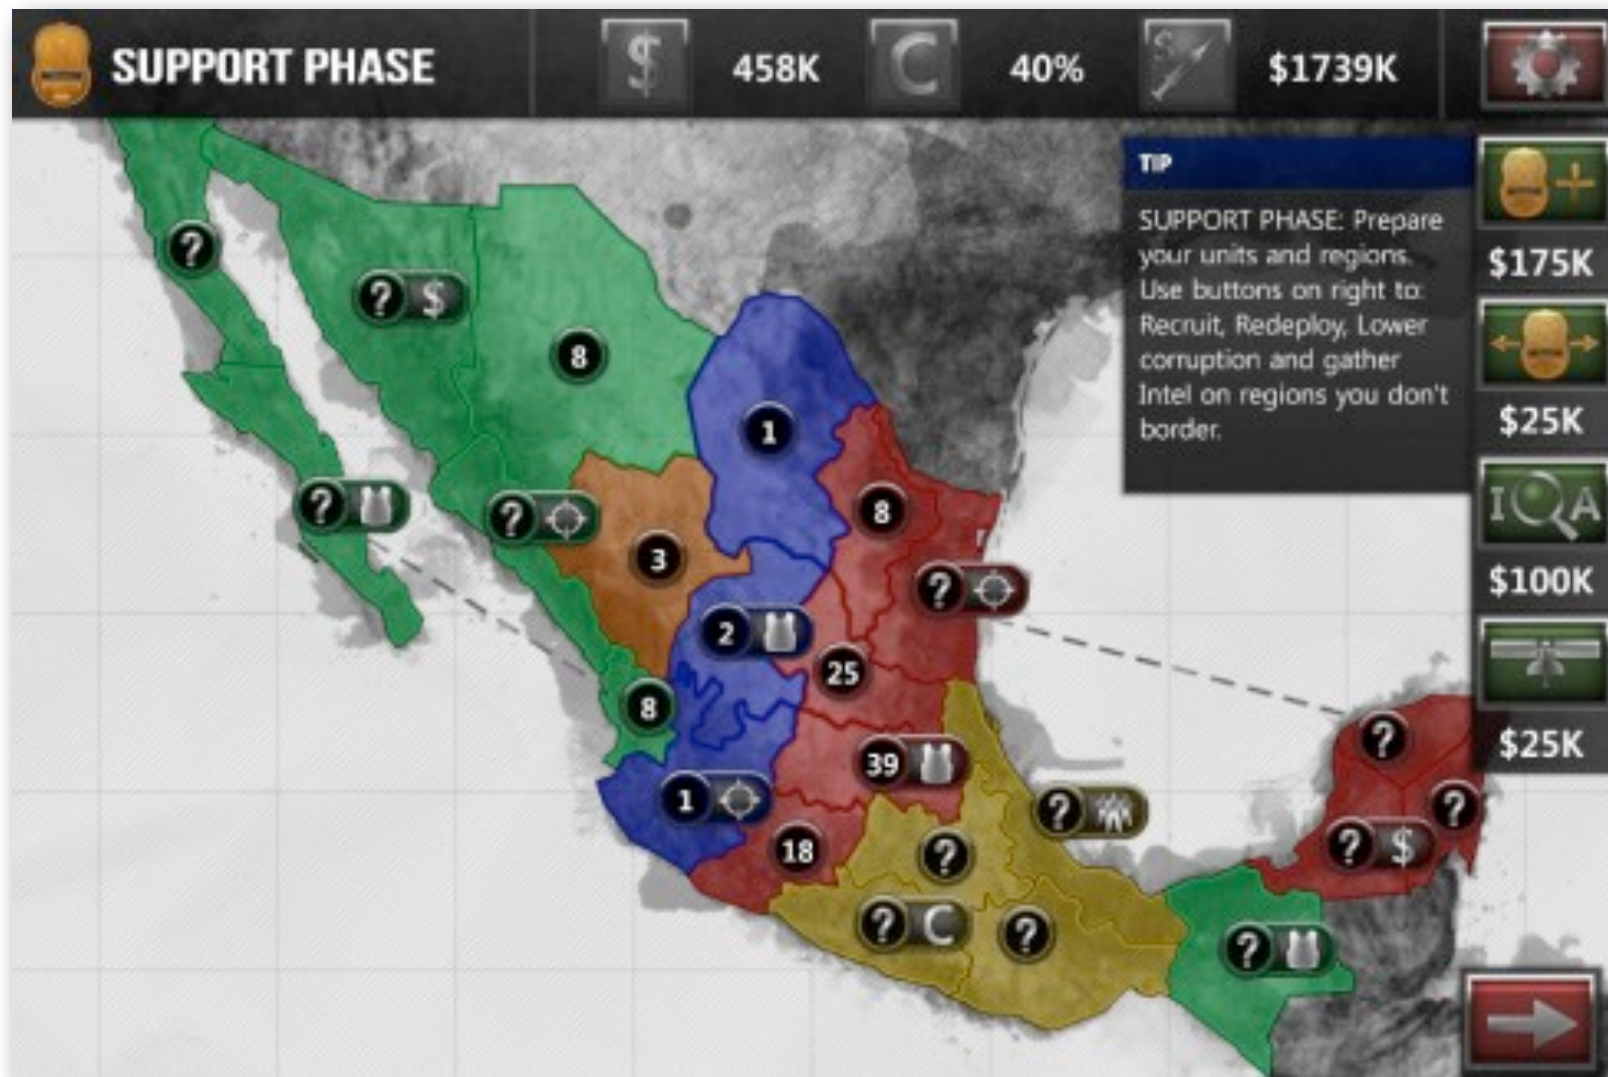 SUPPORT PHASE
$
458K
C
40%
$
$1739K
TIP
SUPPORT PHASE: Prepare
your units and regions.
Use buttons on right to:
Recruit, Redeploy, Lower
corruption and gather
Intel on regions you don't
border.
+
$175K
$25K
I A
$100K
$25K
?
? $
8
1
?
?
8
3
?
2
25
8
39
?
1
?
?
18
?
? $
? C
?
?